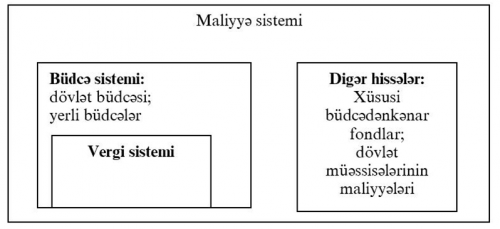 Maliyyə sistemi
Büdcə sistemi:
dövlət büdcəsi;
yerli büdcələr
Vergi sistemi
Digər hissələr:
Xüsusi
büdcədənkənar
fondlar;
dövlət
müəssisələrinin
maliyyələri